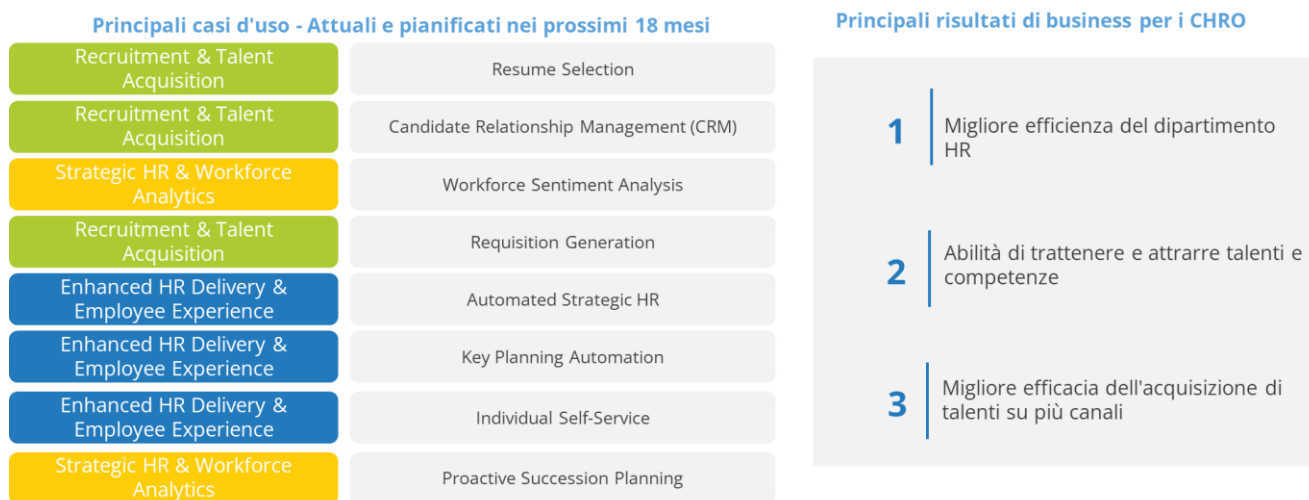 Principali casi d'uso - Attuali e pianificati nei prossimi 18 mesi
Recruitment & Talent
Acquisition
Resume Selection
Recruitment & Talent
Acquisition
Candidate Relationship Management (CRM)
Strategic HR & Workforce
Analytics
Workforce Sentiment Analysis
Recruitment & Talent
Acquisition
Requisition Generation
Enhanced HR Delivery &
Employee Experience
Automated Strategic HR
Enhanced HR Delivery &
Employee Experience
Key Planning Automation
Enhanced HR Delivery &
Employee Experience
Individual Self-Service
Strategic HR & Workforce
Analytics
Proactive Succession Planning
Principali risultati di business per i CHRO
1
Migliore efficienza del dipartimento
HR
2
Abilità di trattenere e attrarre talenti e
competenze
3
Migliore efficacia dell'acquisizione di
talenti su più canali